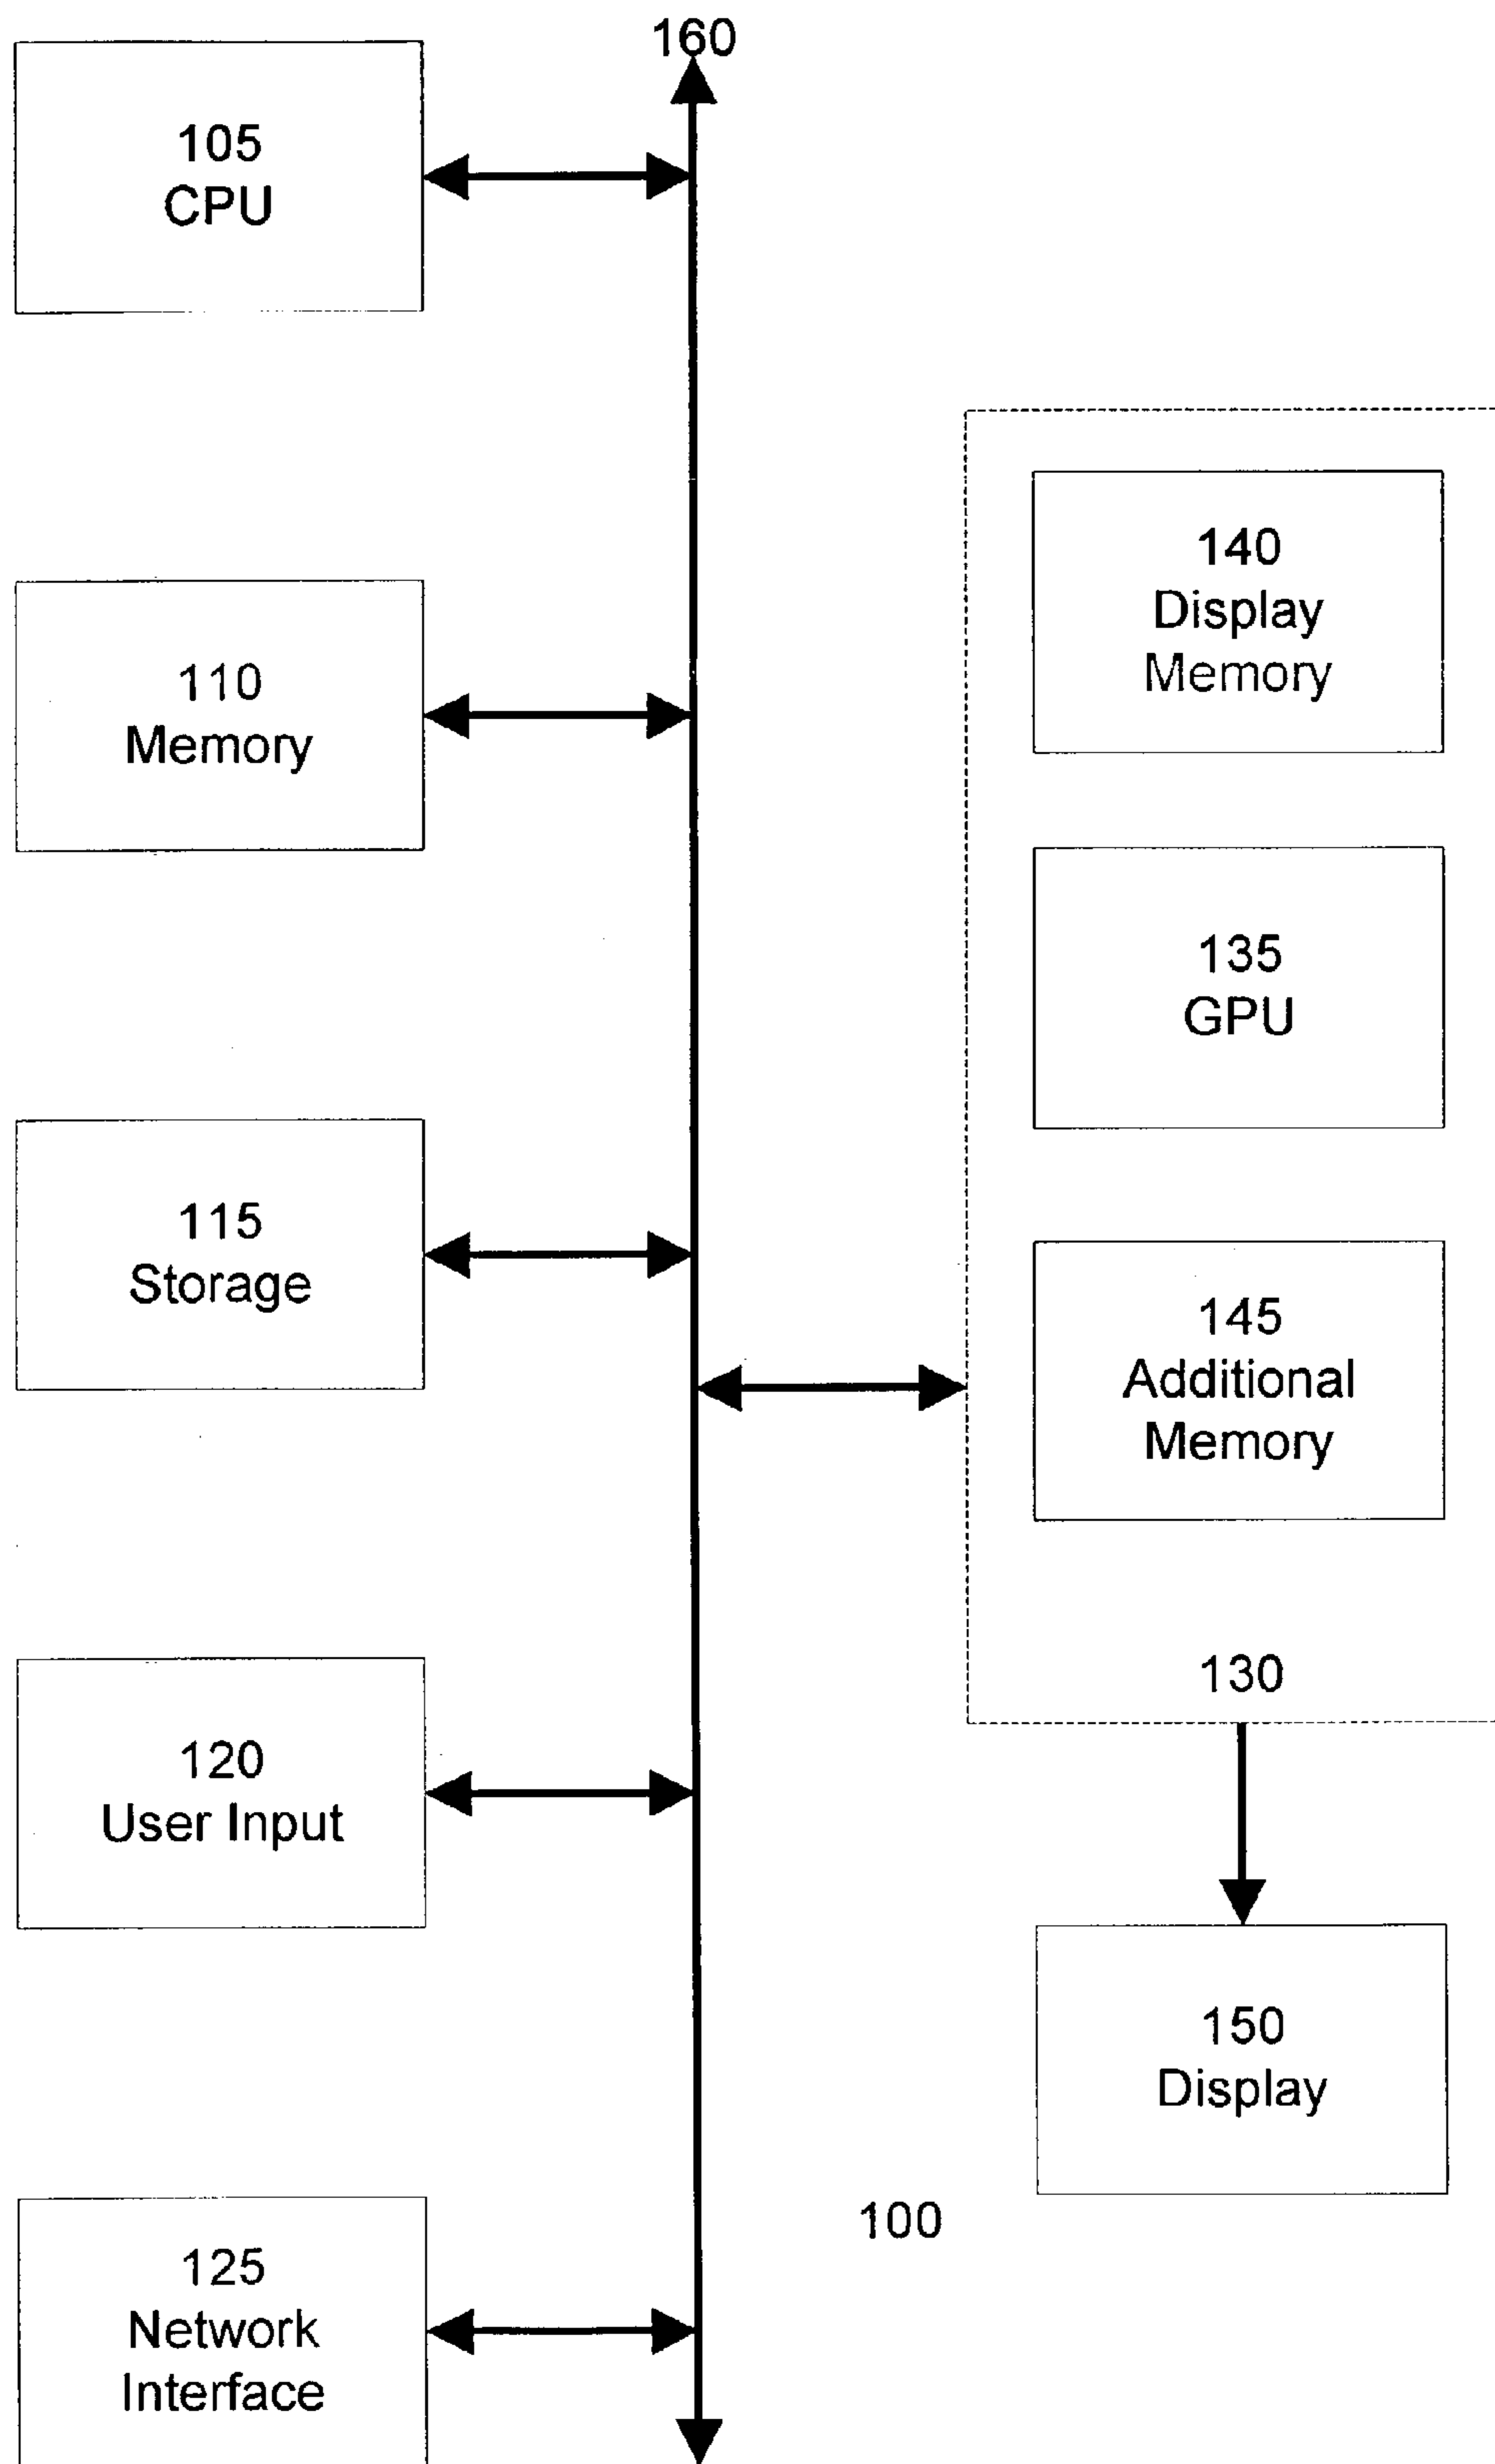 160
105
CPU
110
Memory
115
Storage
120
User Input
125
Network
Interface
140
Display
Memory
135
GPU
145
Additional
Memory
130
150
Display
100